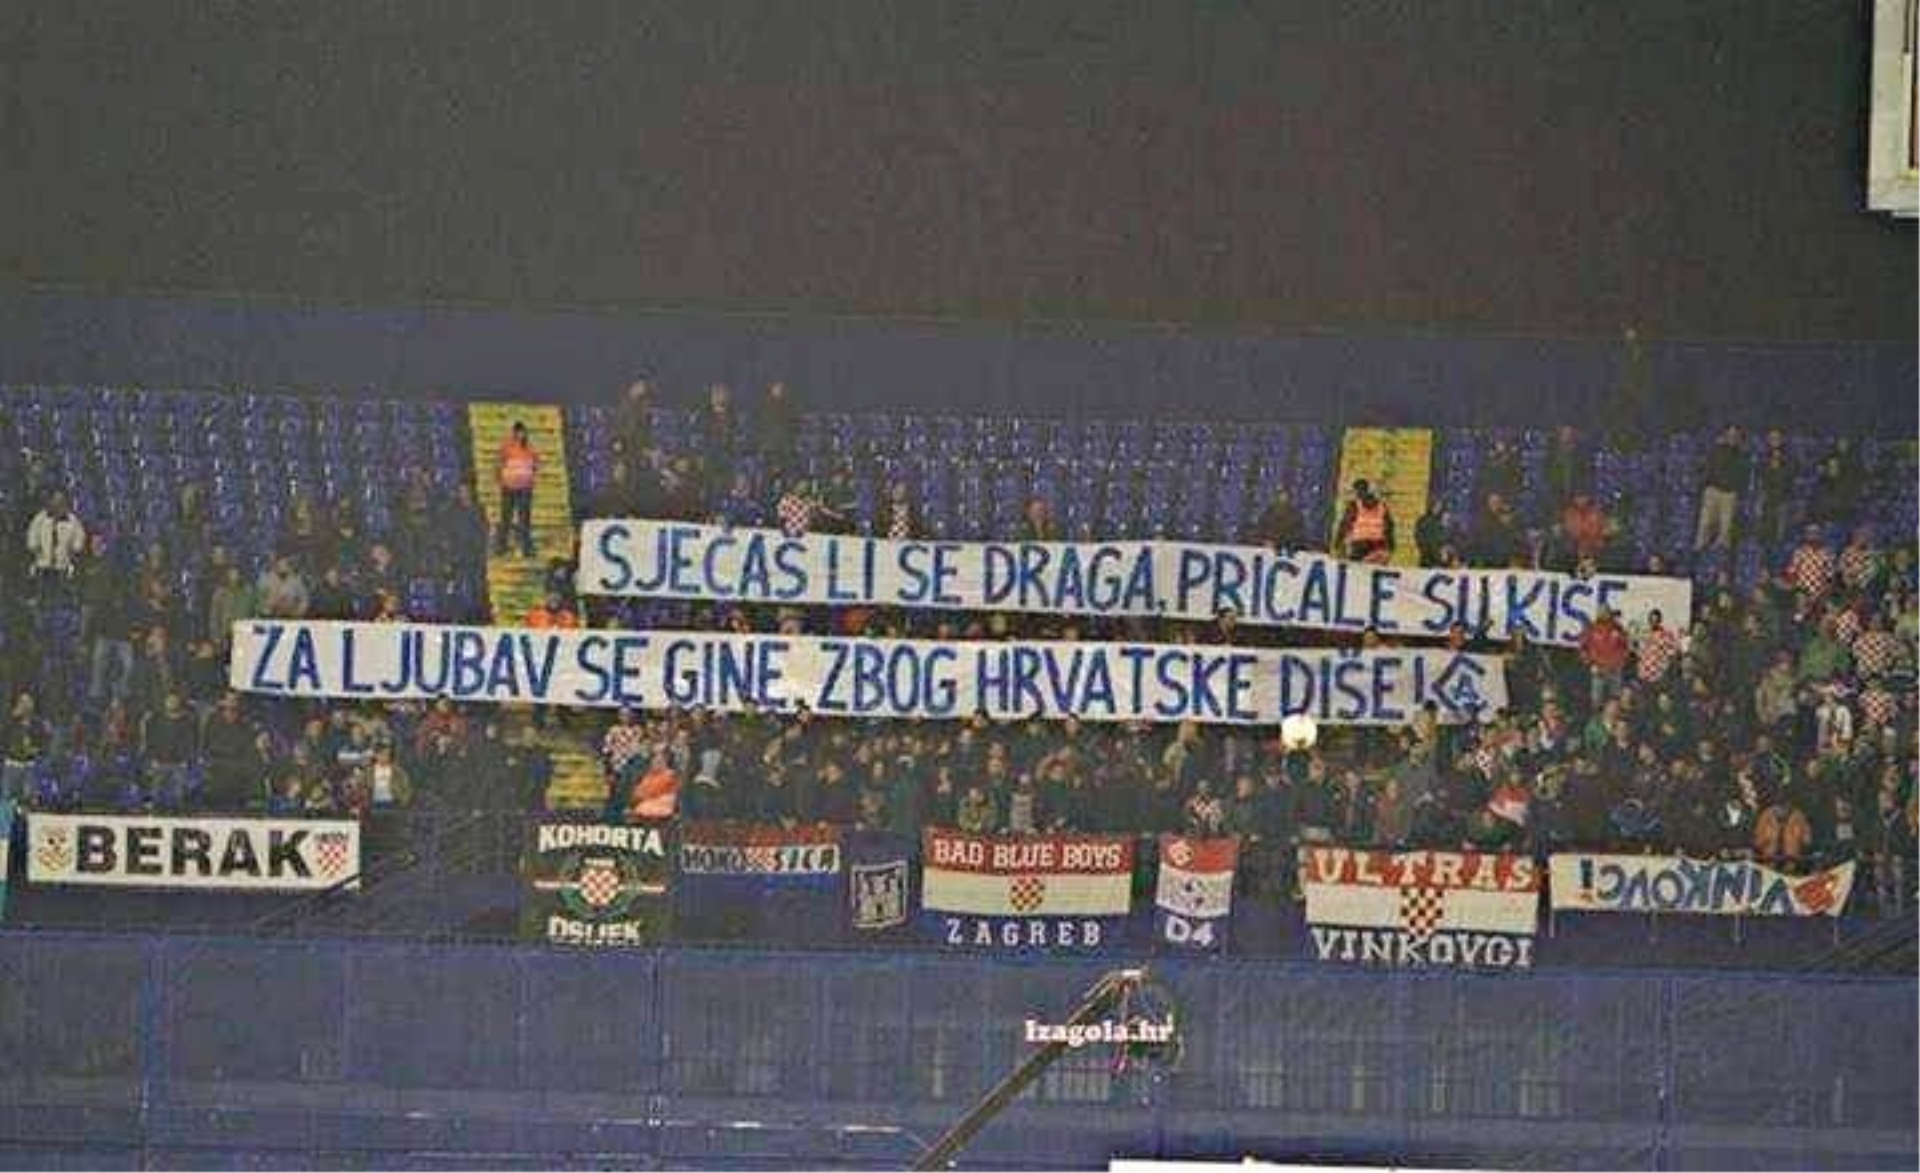 SJEĆAŠ LI SE DRAGA, PRIČALE SU KIŠE
ZA LJUBAV SE GINE, ZBOG HRVATSKE DIŠE!
BERAK
KOHORTA
OSIJEK
BAD BLUE BOYS
ZAGREB
D4
ULTRAS
VINKOVCI
VINKOVCI!
Izagola.hr